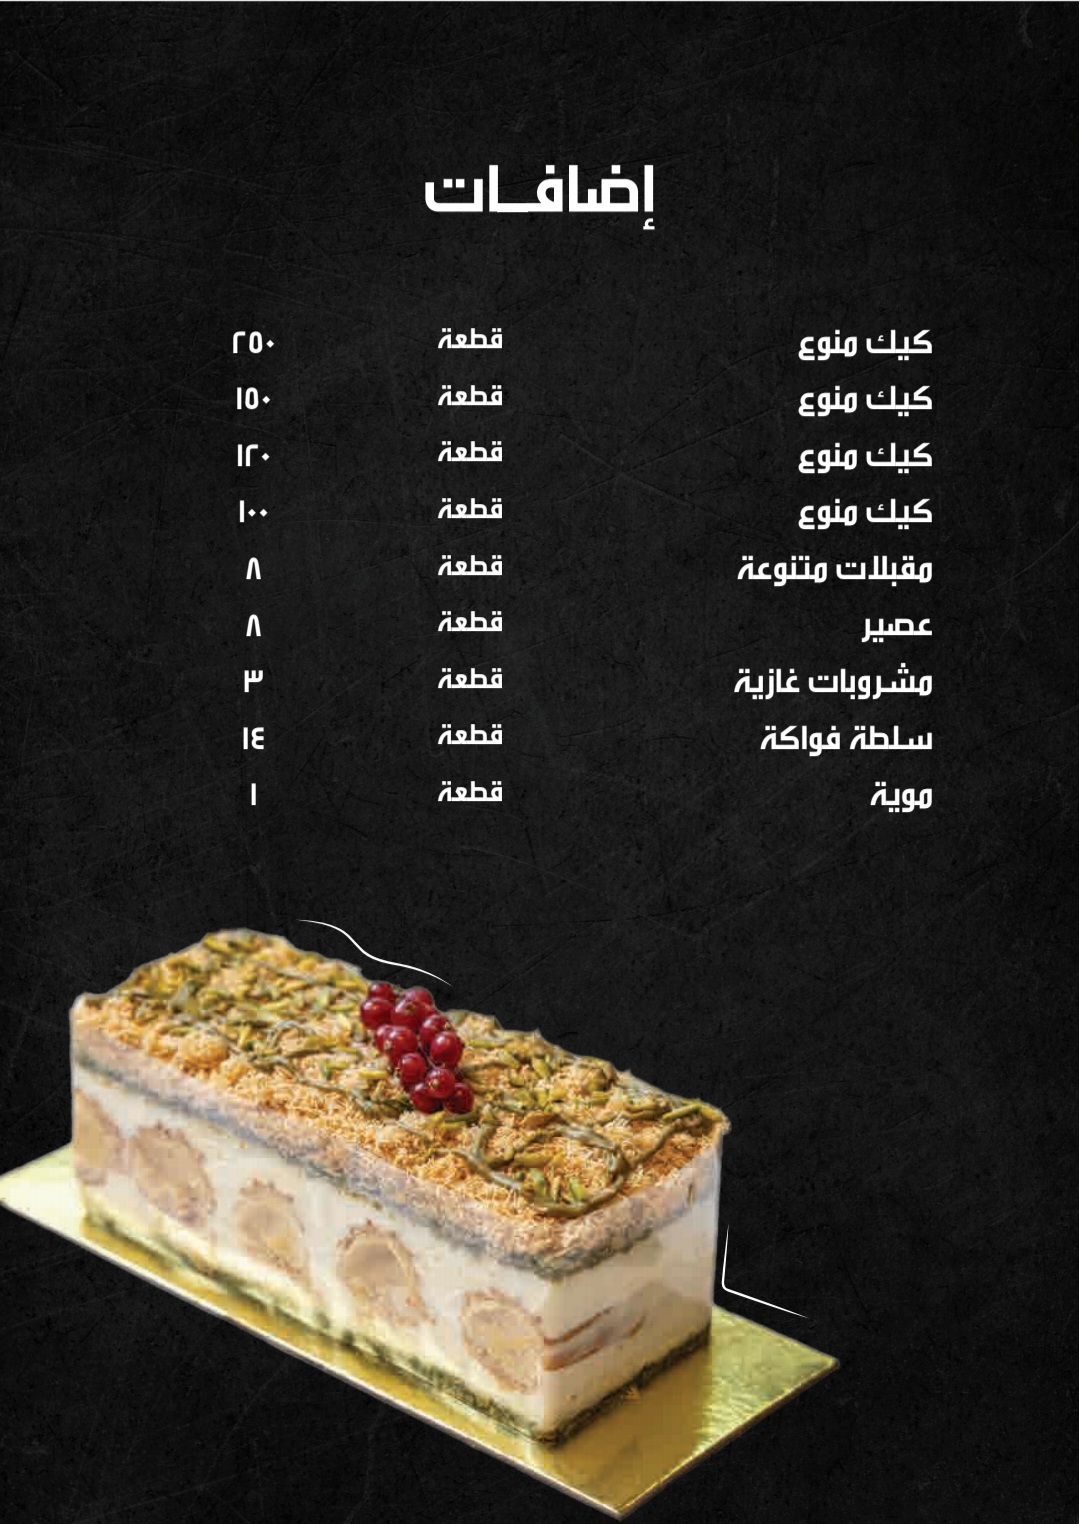 إضافات
كيك منوع قطعة ٢٥٠
كيك منوع قطعة ١٥٠
كيك منوع قطعة ١٢٠
كيك منوع قطعة ١٠٠
مقبلات متنوعة قطعة ٨
عصير قطعة ٨
مشروبات غازية قطعة ٣
سلطة فواكة قطعة ١٤
موية قطعة ١